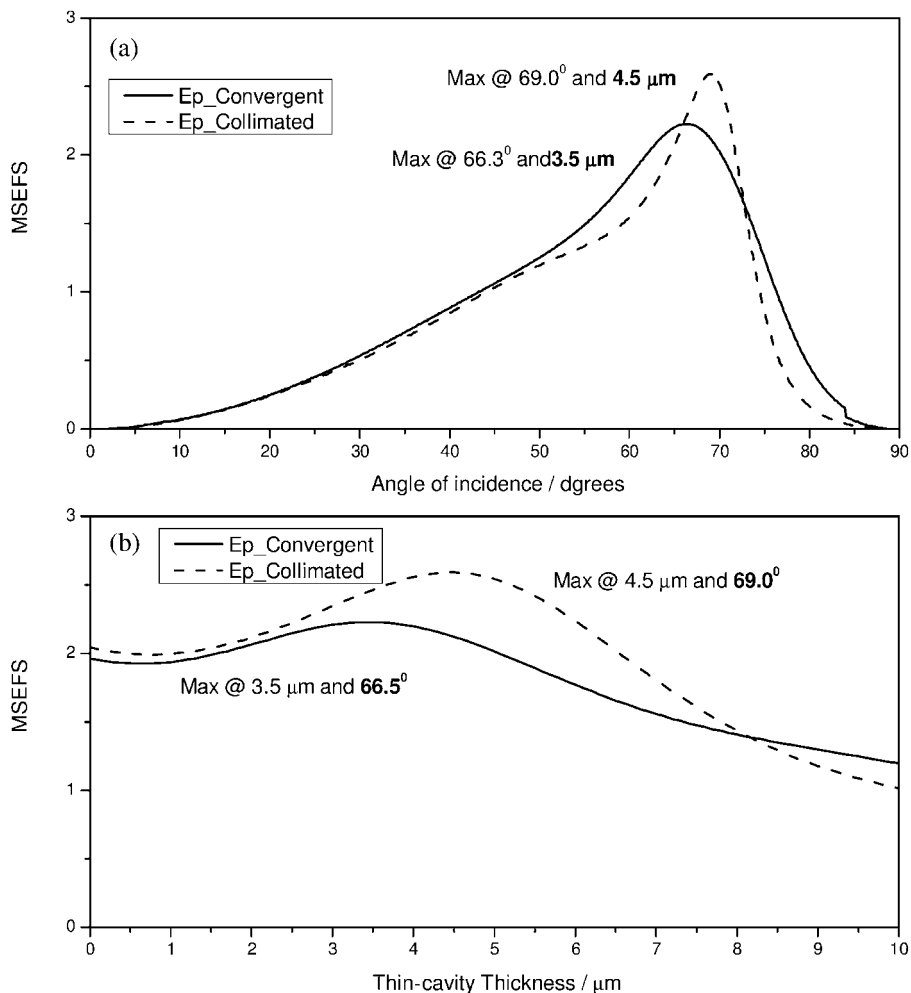 3
(a)
Ep_Convergent
Ep_Collimated
Max @ 69.0⁰ and 4.5 μm
Max @ 66.3⁰ and3.5 μm
2
1
0
MSEFS
0 10 20 30 40 50 60 70 80 90
Angle of incidence / dgrees
3
(b)
Ep_Convergent
Ep_Collimated
Max @ 4.5 μm and 69.0⁰
2
Max @ 3.5 μm and 66.5⁰
1
0
MSEFS
0 1 2 3 4 5 6 7 8 9 10
Thin-cavity Thickness / μm